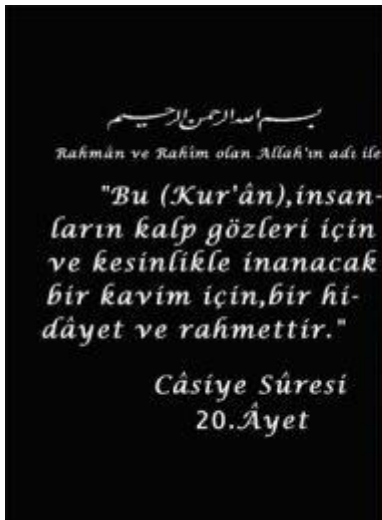 بسم الله الرحمن الرحيم
Rahmân ve Rahîm olan Allah'ın adı ile
"Bu (Kur'ân),insan-
ların kalp gözleri için
ve kesinlikle inanacak
bir kavim için,bir hi-
dâyet ve rahmettir."
Câsiye Sûresi
20.Âyet